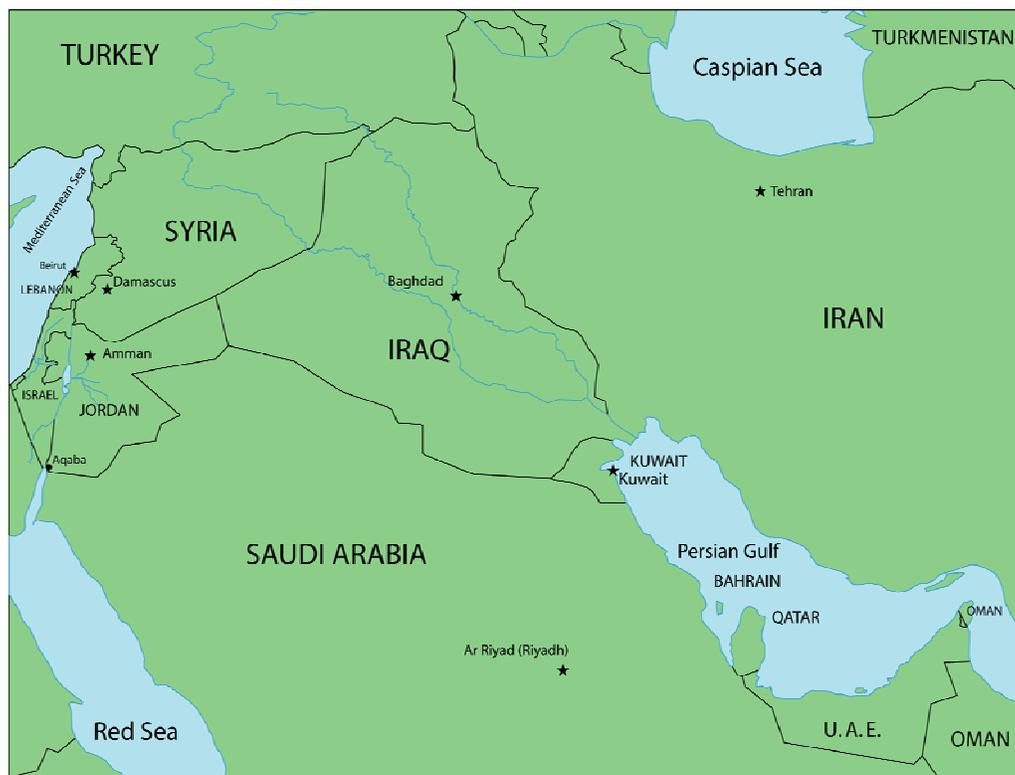 TURKEY
Caspian Sea
TURKMENISTAN
Mediterranean Sea
Tehran
SYRIA
Beirut
LEBANON
Damascus
Baghdad
IRAN
IRAQ
Amman
ISRAEL
JORDAN
Aqaba
KUWAIT
Kuwait
SAUDI ARABIA
Persian Gulf
BAHRAIN
QATAR
OMAN
Ar Riyad (Riyadh)
Red Sea
U.A.E.
OMAN